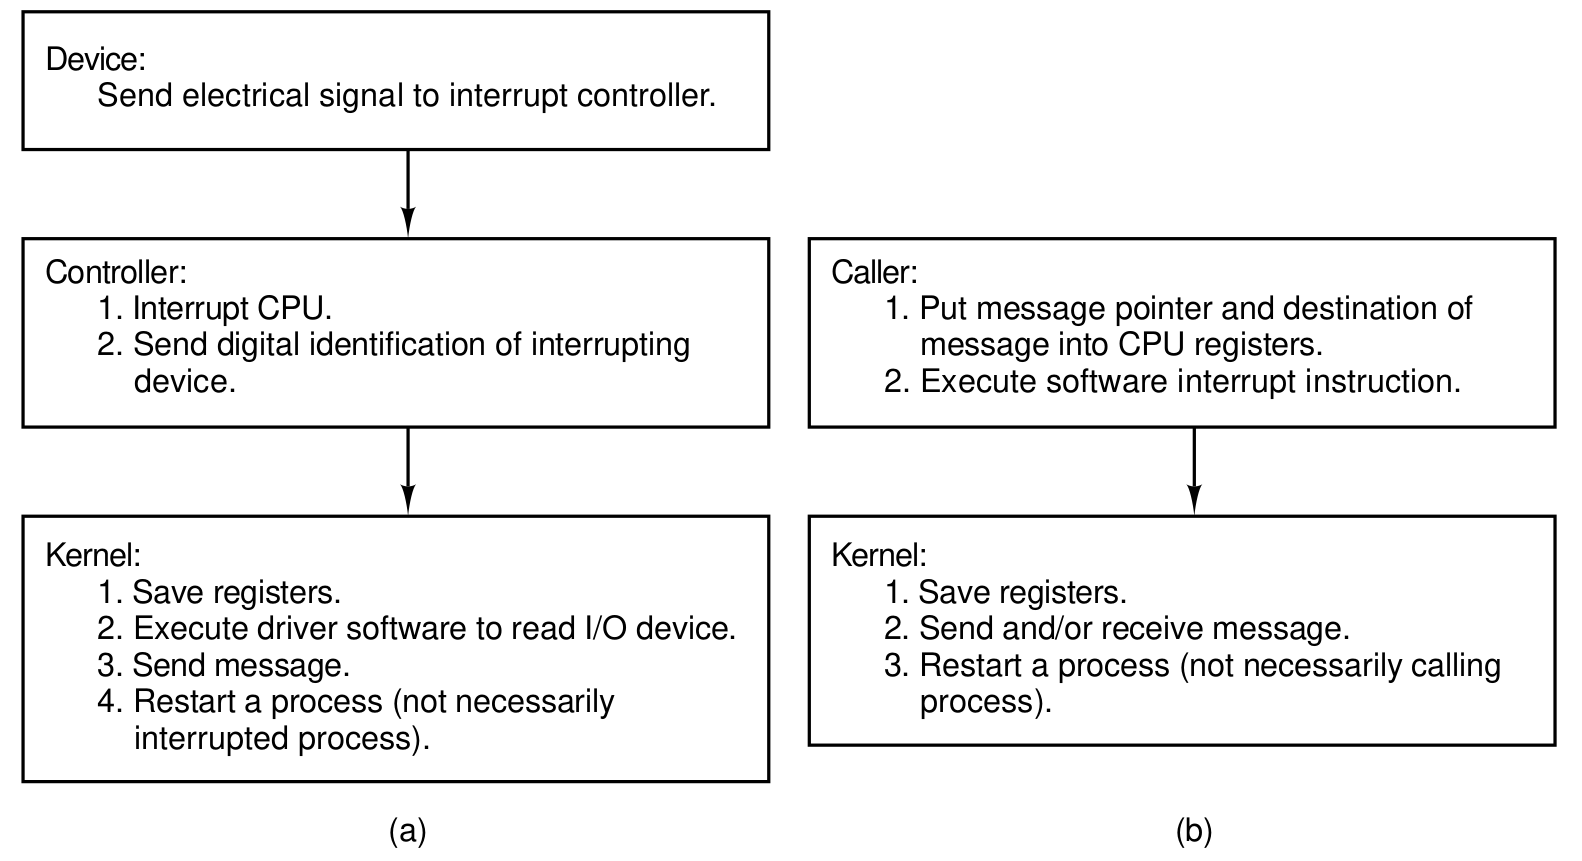 Device:
Send electrical signal to interrupt controller.
Controller:
1. Interrupt CPU.
2. Send digital identification of interrupting
device.
Kernel:
1. Save registers.
2. Execute driver software to read I/O device.
3. Send message.
4. Restart a process (not necessarily
interrupted process).
(a)
Caller:
1. Put message pointer and destination of
message into CPU registers.
2. Execute software interrupt instruction.
Kernel:
1. Save registers.
2. Send and/or receive message.
3. Restart a process (not necessarily calling
process).
(b)